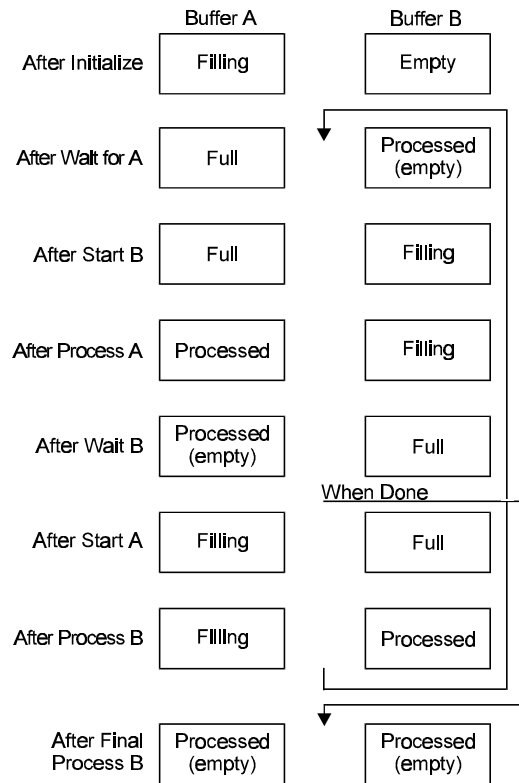 Buffer A Buffer B
After Initialize Filling Empty
After Wait for A Full Processed
(empty)
After Start B Full Filling
After Process A Processed Filling
After Wait B Processed
(empty) Full
When Done
After Start A Filling Full
After Process B Filling Processed
After Final
Process B Processed
(empty) Processed
(empty)